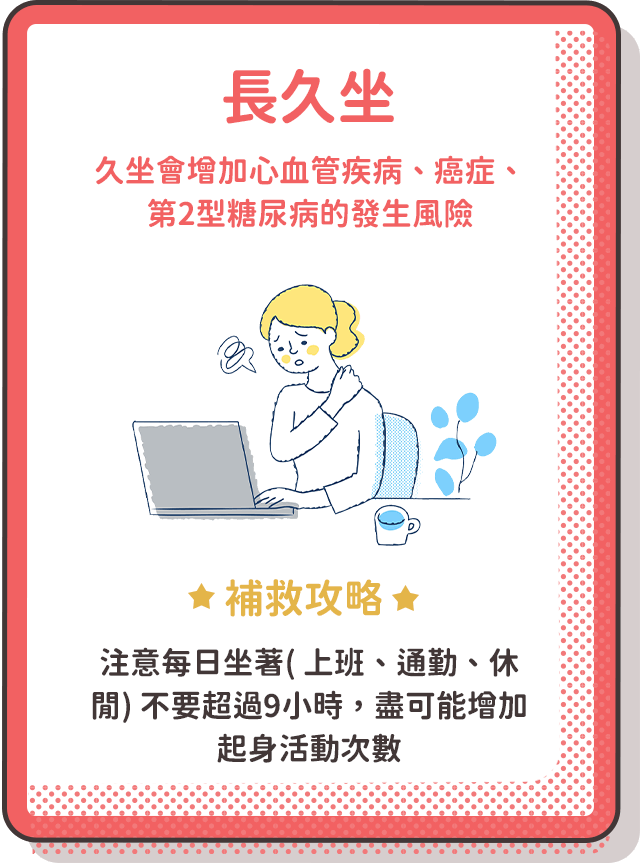 長久坐
久坐會增加心血管疾病、癌症、
第2型糖尿病的發生風險
補救攻略
注意每日坐著( 上班、通勤、休
閒) 不要超過9小時，盡可能增加
起身活動次數